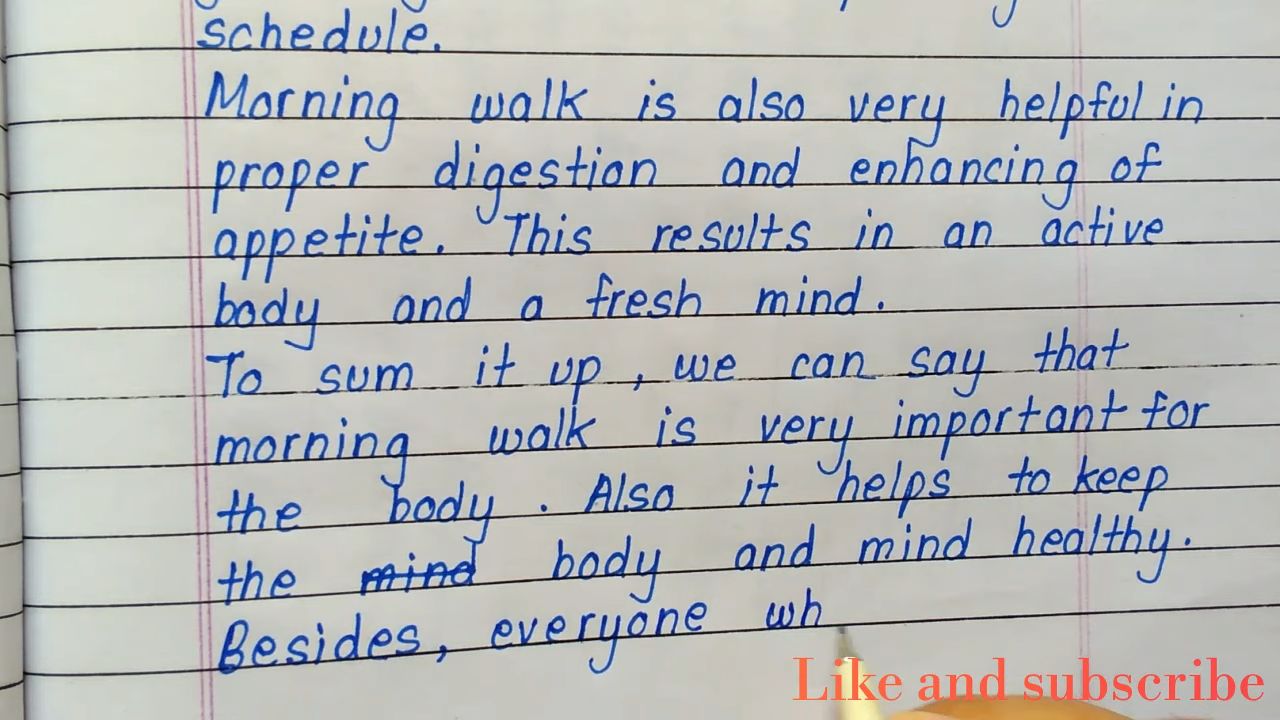 schedule.
Morning walk is also very helpful in
proper digestion and enhancing of
appetite. This results in an active
body and a fresh mind.
To sum it up, we can say that
morning walk is very important for
the body. Also it helps to keep
the mind body and mind healthy.
Besides, everyone wh
Like and subscribe